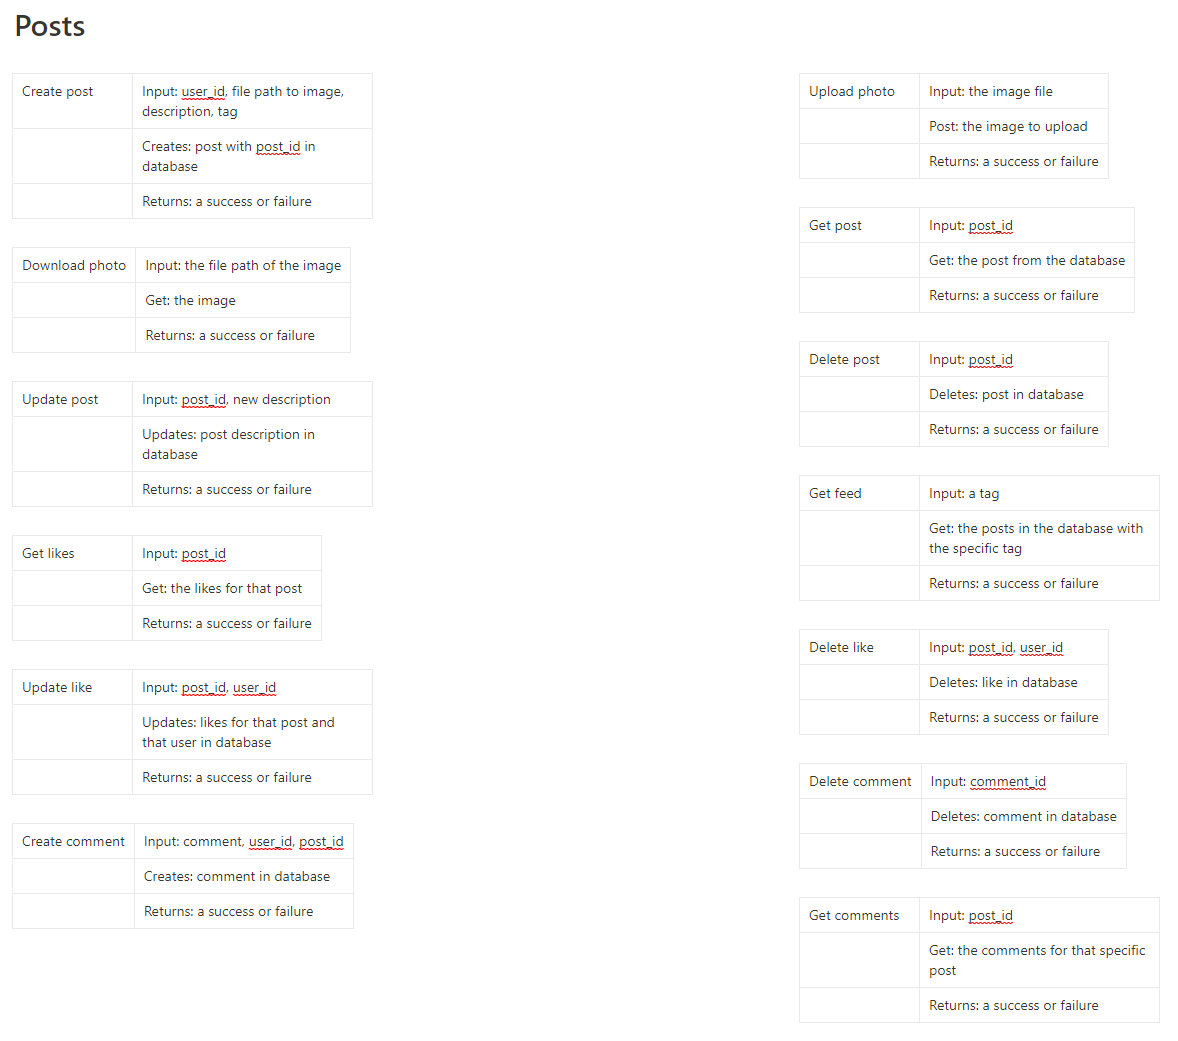 Posts
Create post
Input: user_id, file path to image,
description, tag
Creates: post with post_id in
database
Returns: a success or failure
Download photo
Input: the file path of the image
Get: the image
Returns: a success or failure
Update post
Input: post_id, new description
Updates: post description in
database
Returns: a success or failure
Get likes
Input: post_id
Get: the likes for that post
Returns: a success or failure
Update like
Input: post_id, user_id
Updates: likes for that post and
that user in database
Returns: a success or failure
Create comment
Input: comment, user_id, post_id
Creates: comment in database
Returns: a success or failure
Upload photo
Input: the image file
Post: the image to upload
Returns: a success or failure
Get post
Input: post_id
Get: the post from the database
Returns: a success or failure
Delete post
Input: post_id
Deletes: post in database
Returns: a success or failure
Get feed
Input: a tag
Get: the posts in the database with
the specific tag
Returns: a success or failure
Delete like
Input: post_id, user_id
Deletes: like in database
Returns: a success or failure
Delete comment
Input: comment_id
Deletes: comment in database
Returns: a success or failure
Get comments
Input: post_id
Get: the comments for that specific
post
Returns: a success or failure